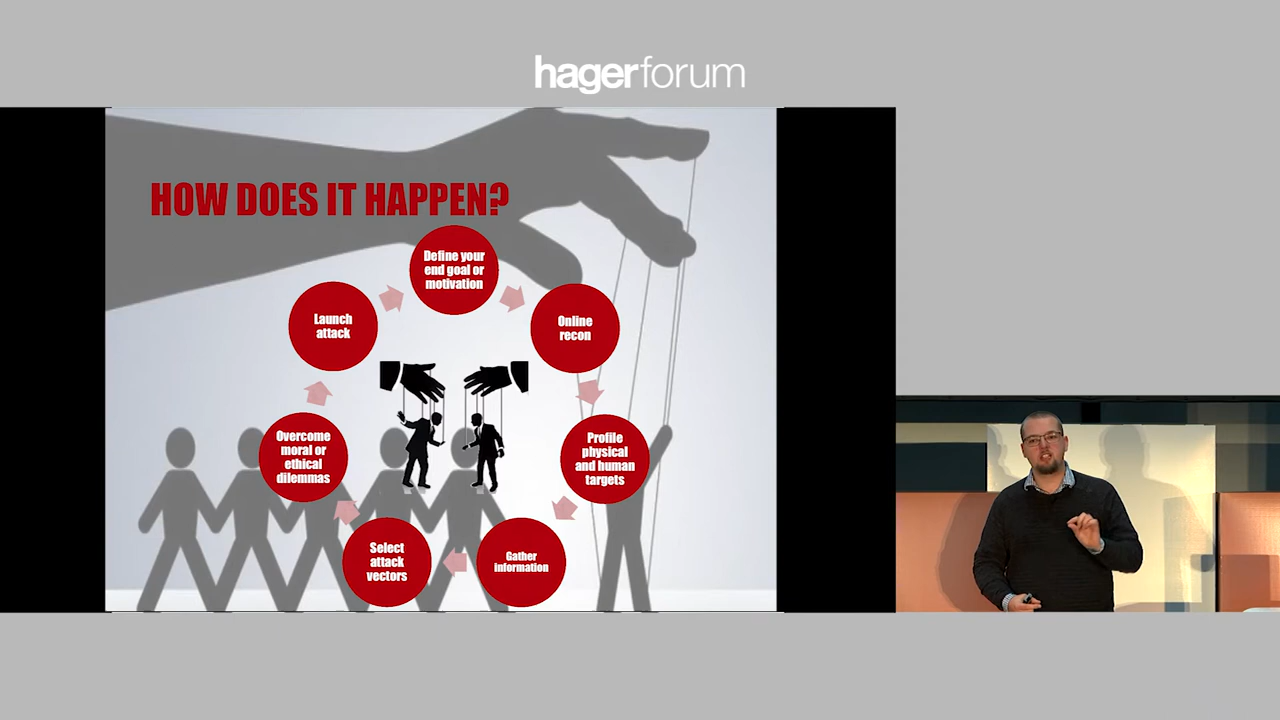 hagerforum
HOW DOES IT HAPPEN?
Define your
end goal or
motivation
Online
recon
Profile
physical
and human
targets
Gather
information
Select
attack
vectors
Overcome
moral or
ethical
dilemmas
Launch
attack